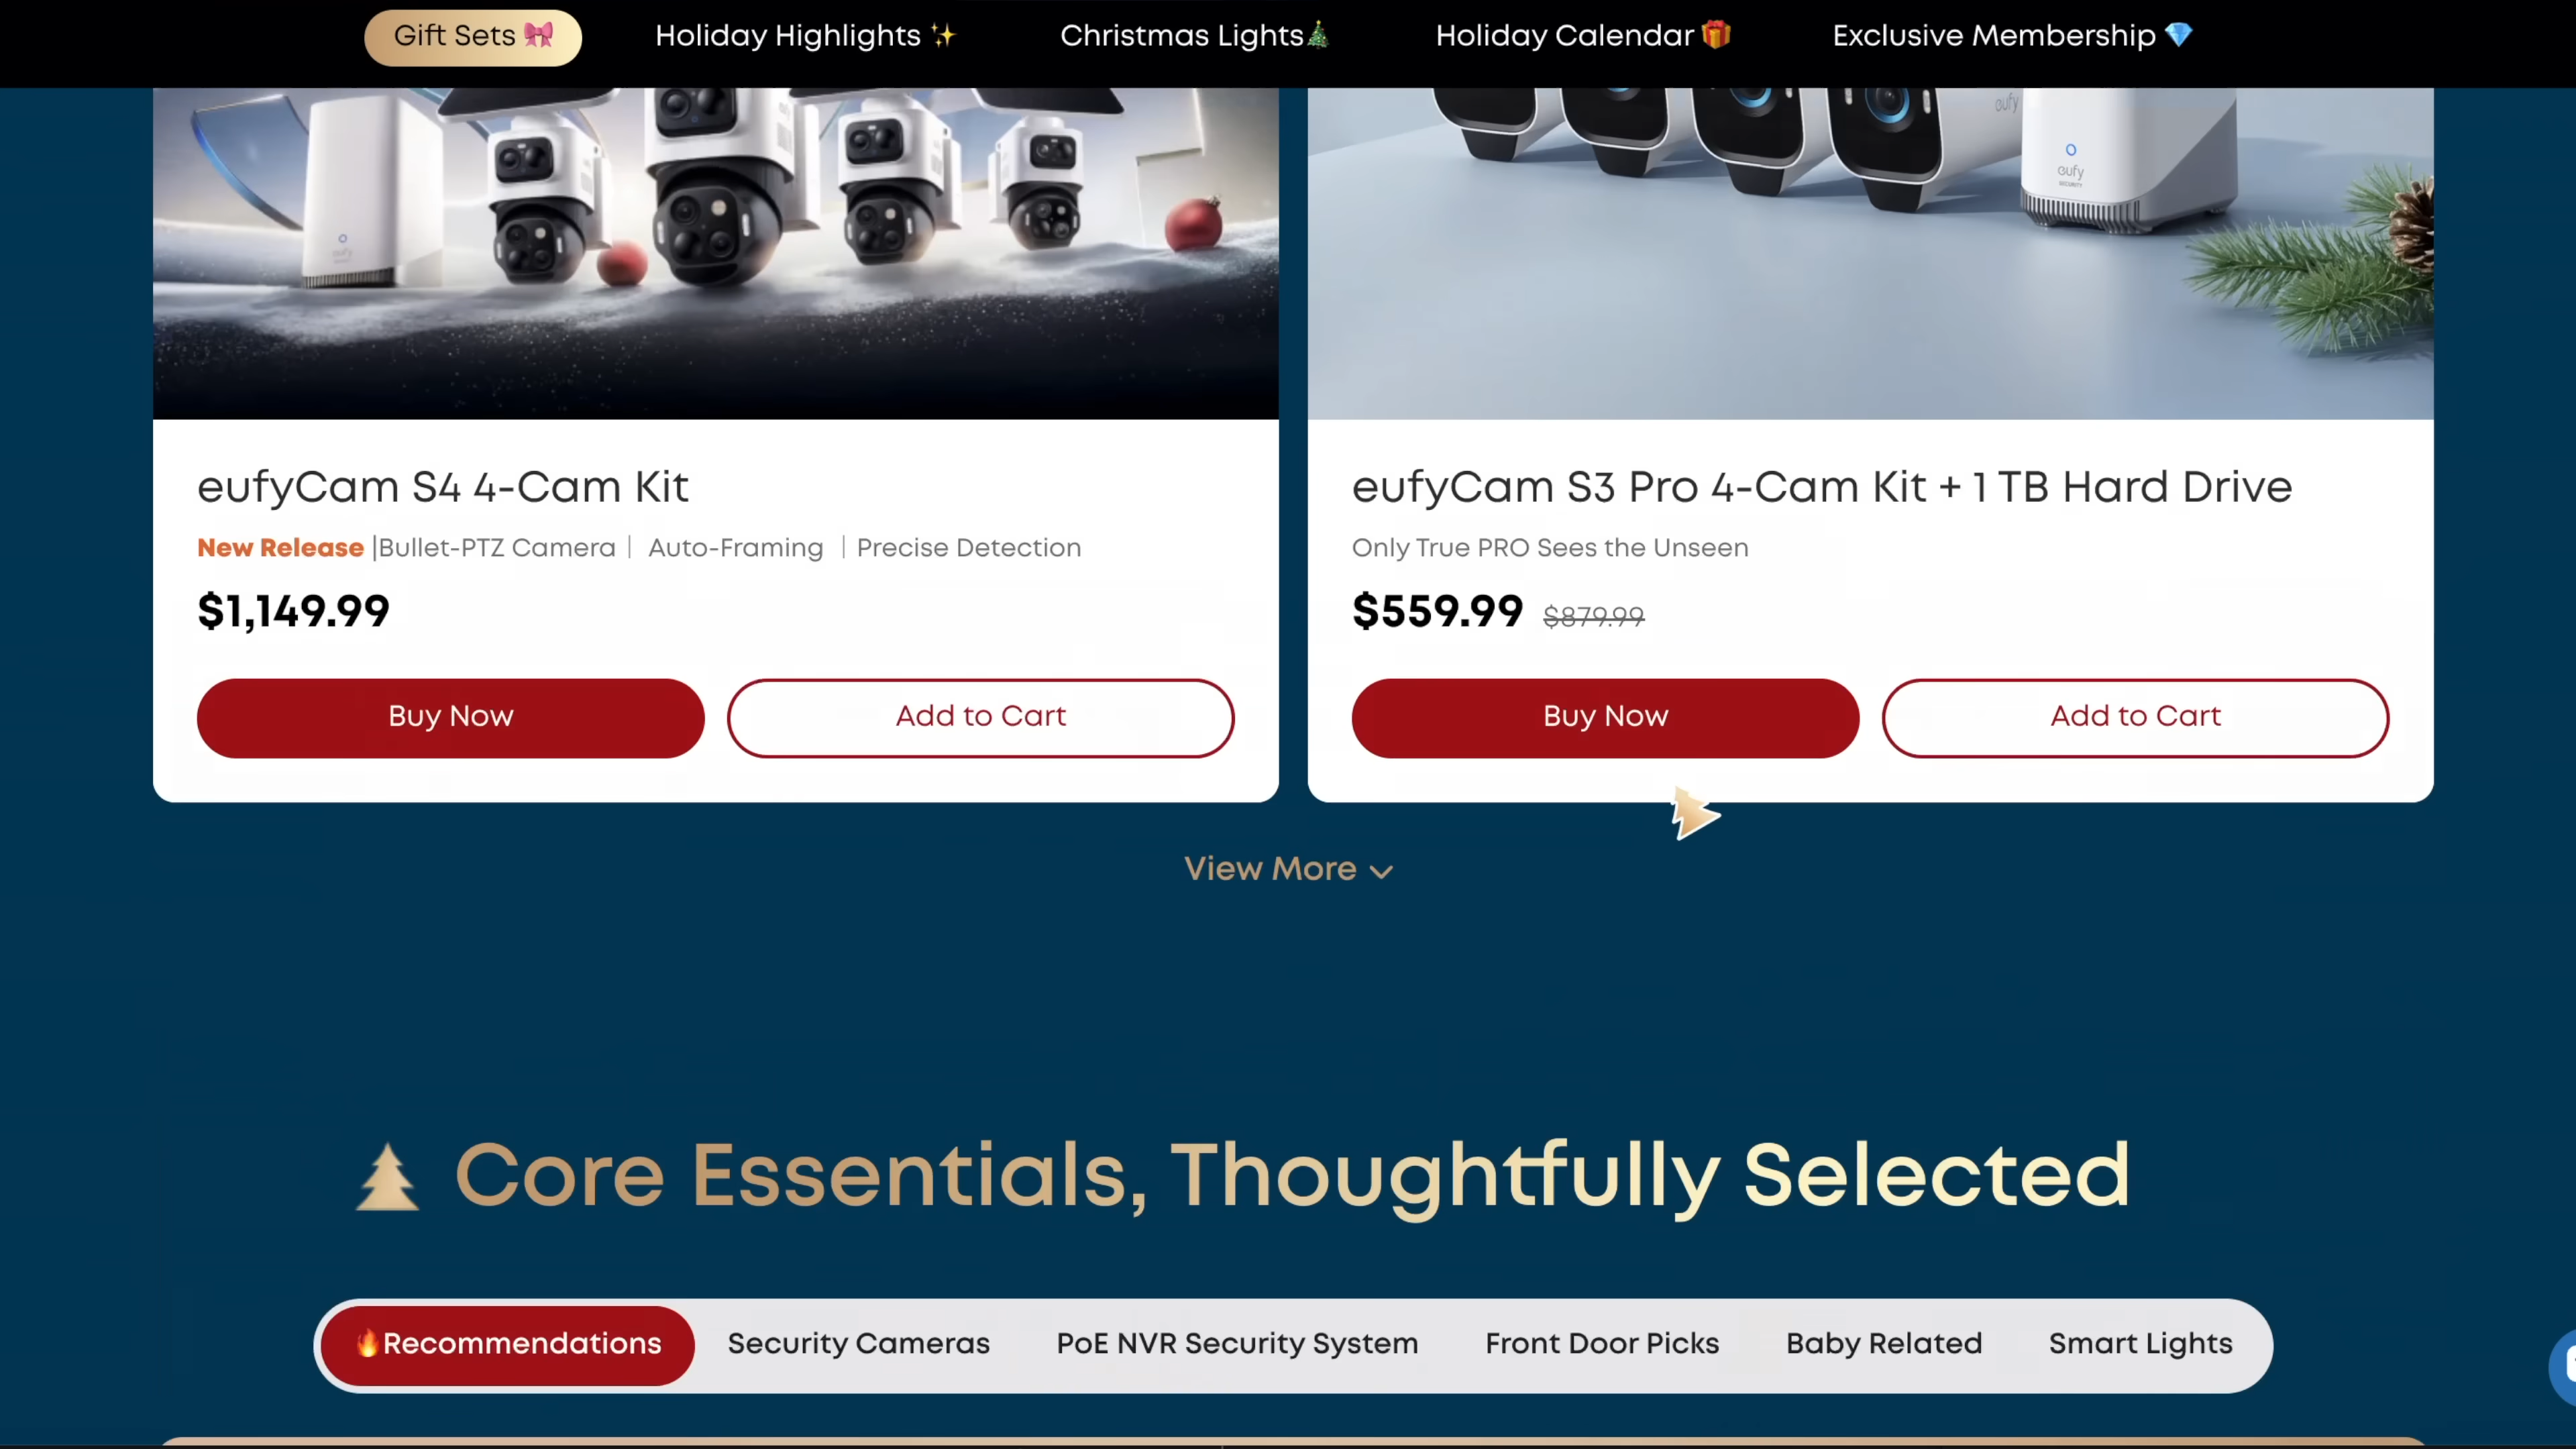 Gift Sets 🎀
Holiday Highlights ✨
Christmas Lights🎄
Holiday Calendar 🎁
Exclusive Membership 💎
eufy
eufy
SECURITY
eufyCam S4 4-Cam Kit
New Release |Bullet-PTZ Camera | Auto-Framing | Precise Detection
$1,149.99
Buy Now
Add to Cart
eufyCam S3 Pro 4-Cam Kit + 1 TB Hard Drive
Only True PRO Sees the Unseen
$559.99 $879.99
Buy Now
Add to Cart
View More
Core Essentials, Thoughtfully Selected
🔥Recommendations
Security Cameras
PoE NVR Security System
Front Door Picks
Baby Related
Smart Lights